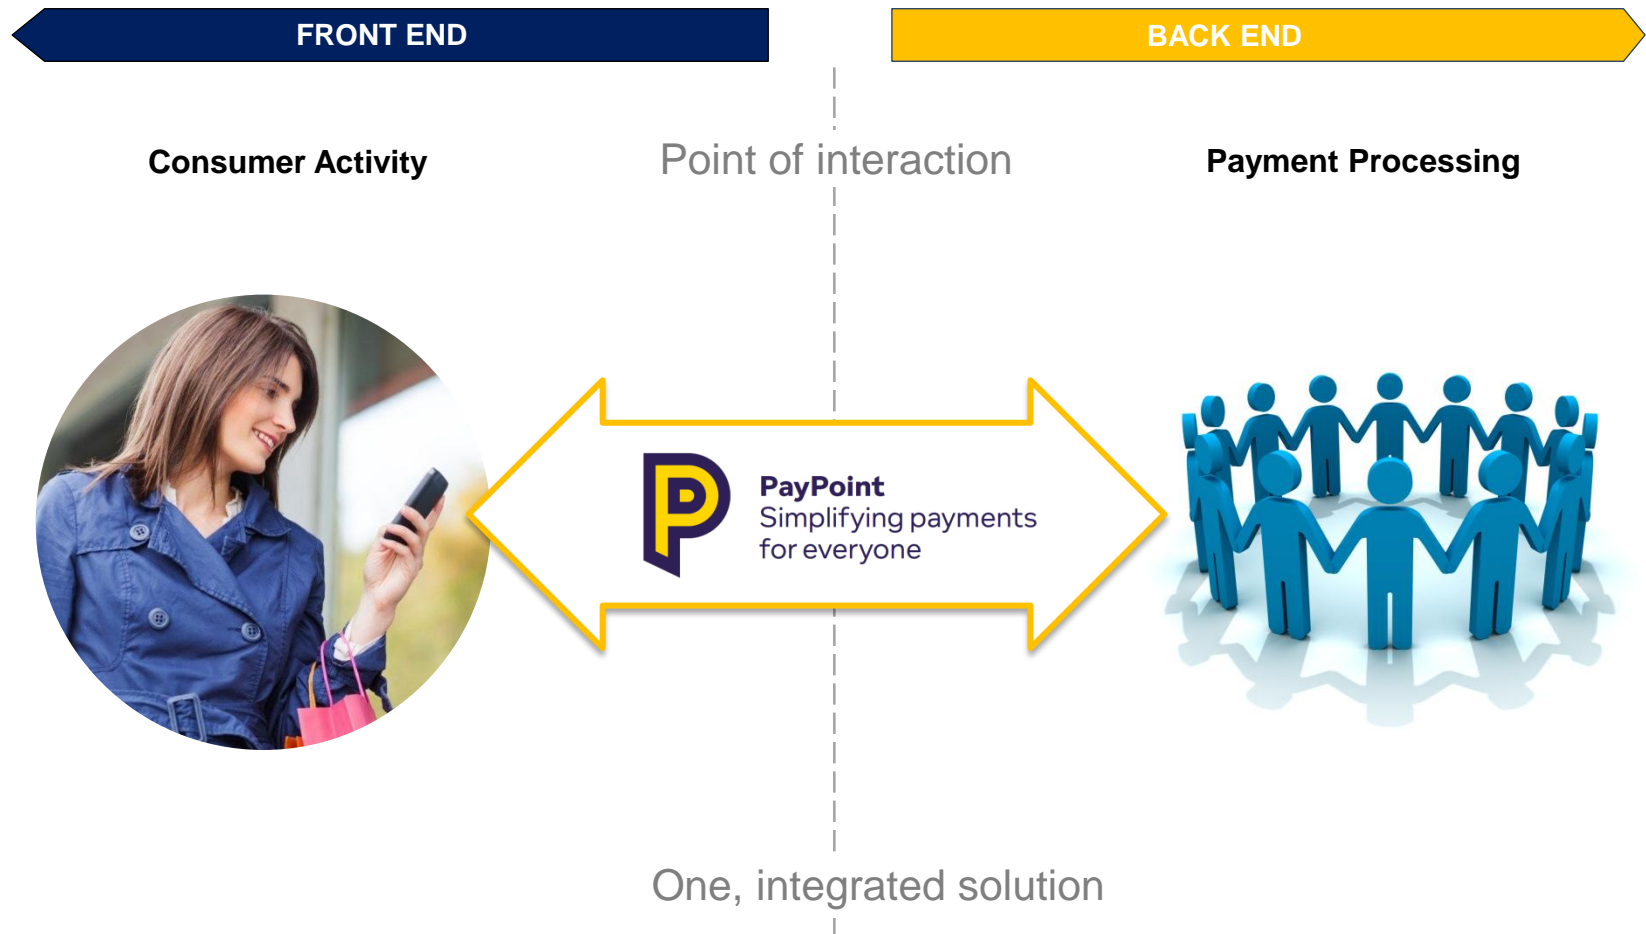 FRONT END
BACK END
Consumer Activity
Point of interaction
Payment Processing
PayPoint
Simplifying payments
for everyone
One, integrated solution